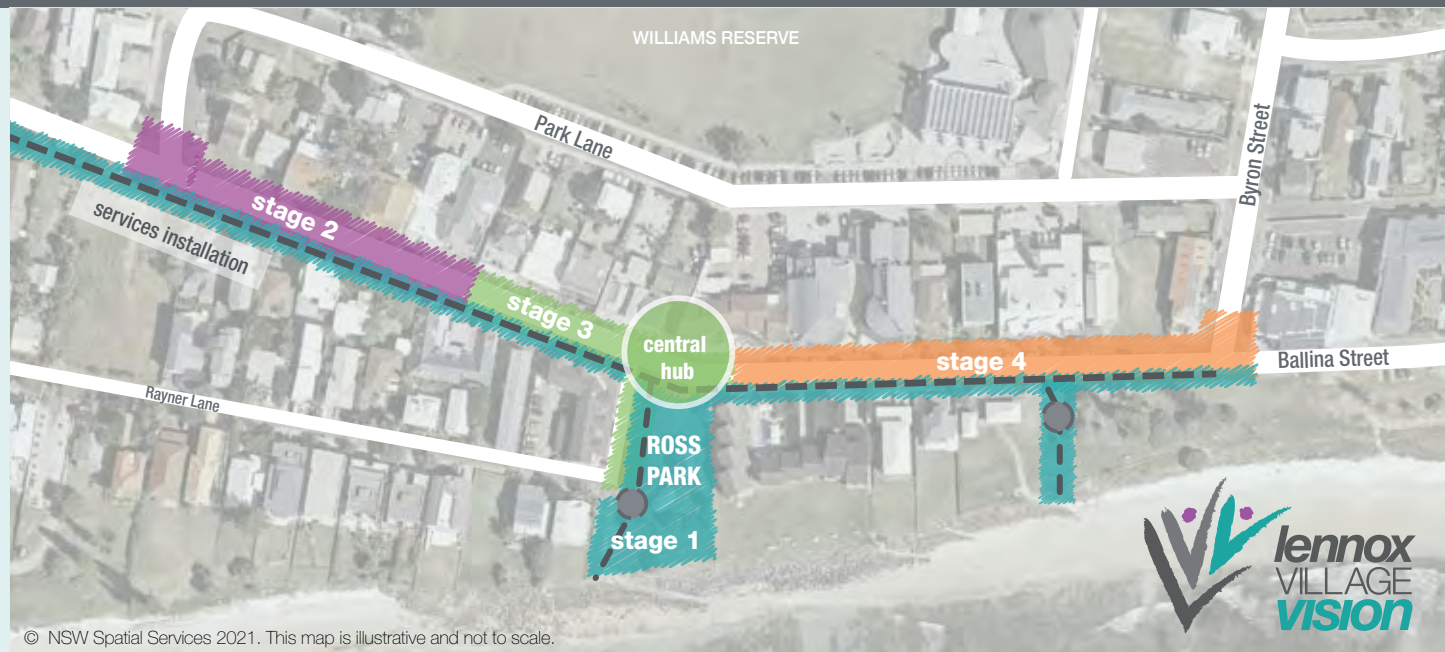 WILLIAMS RESERVE
Park Lane
Byron Street
stage 2
services installation
stage 3
central
hub
stage 4
Ballina Street
Rayner Lane
ROSS
PARK
stage 1
lennox
VILLAGE
vision
© NSW Spatial Services 2021. This map is illustrative and not to scale.